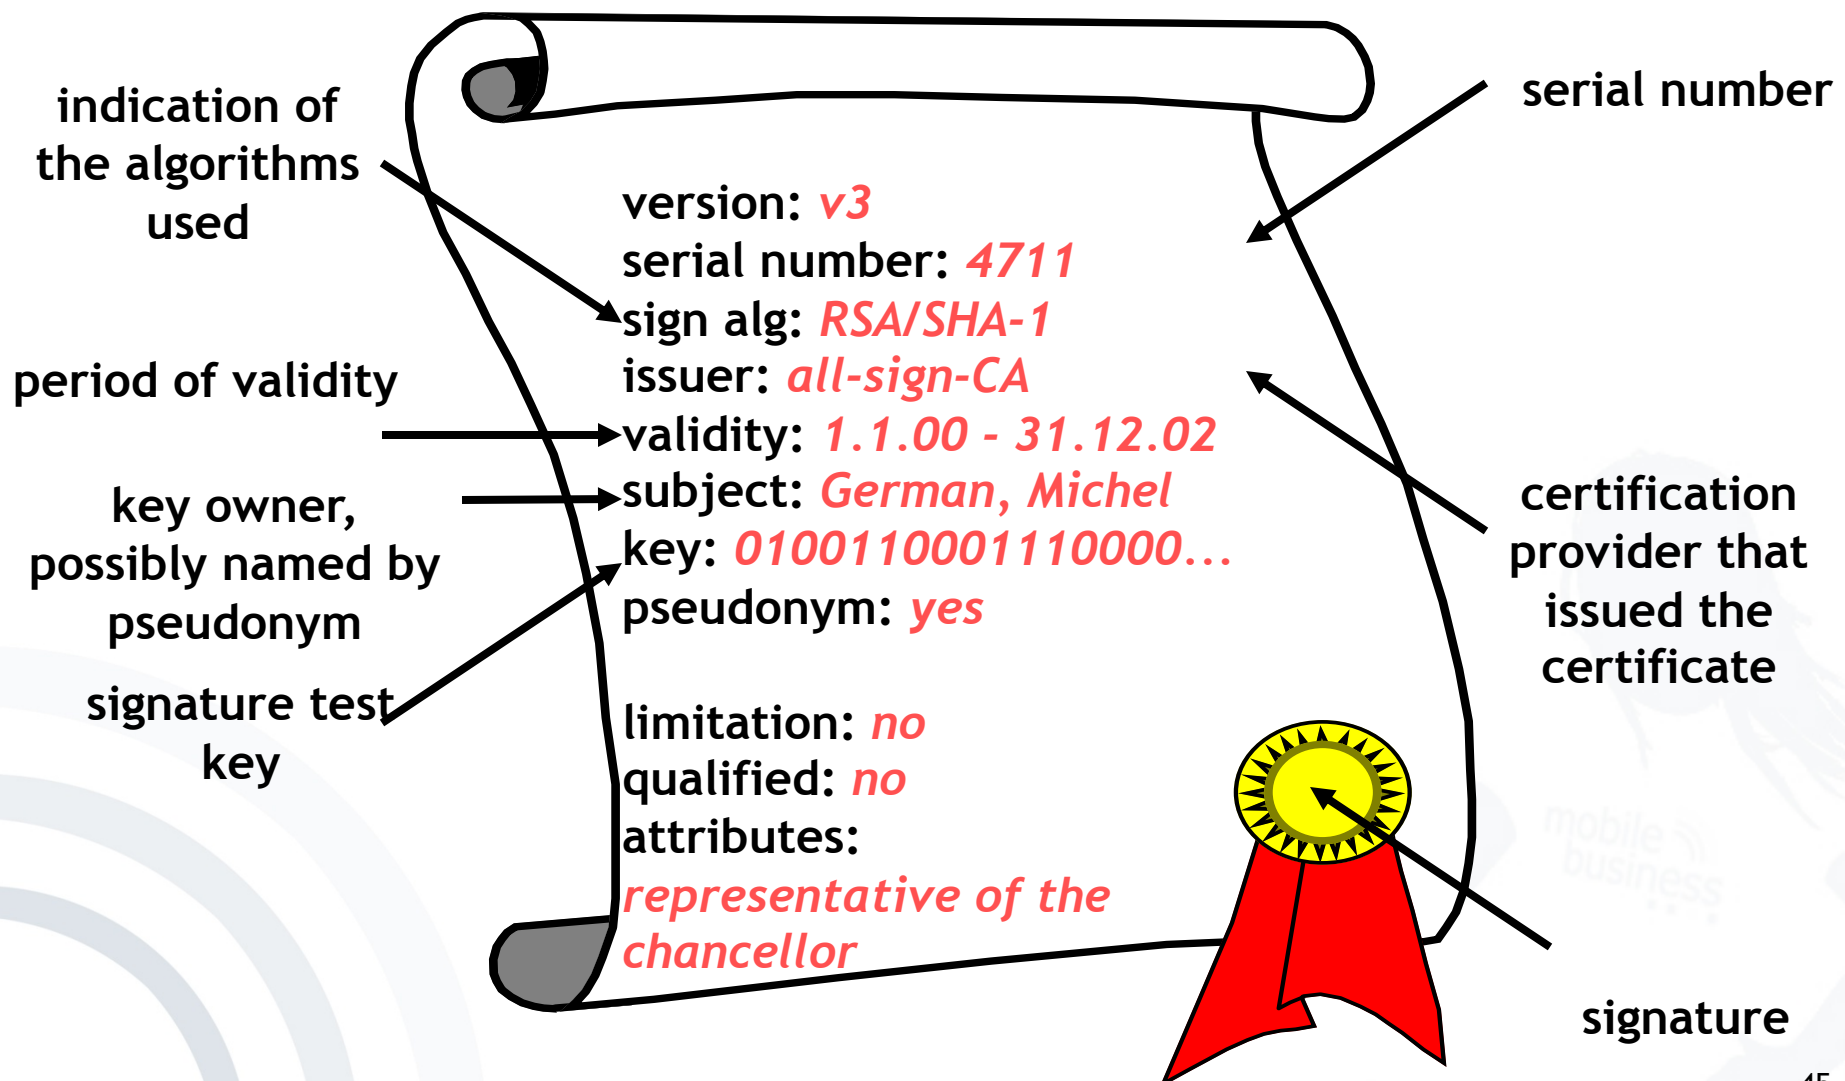 indication of
the algorithms
used
period of validity
key owner,
possibly named by
pseudonym
signature test
key
version: v3
serial number: 4711
sign alg: RSA/SHA-1
issuer: all-sign-CA
validity: 1.1.00 - 31.12.02
subject: German, Michel
key: 0100110001110000...
pseudonym: yes
limitation: no
qualified: no
attributes:
representative of the
chancellor
serial number
certification
provider that
issued the
certificate
mobile
business
signature